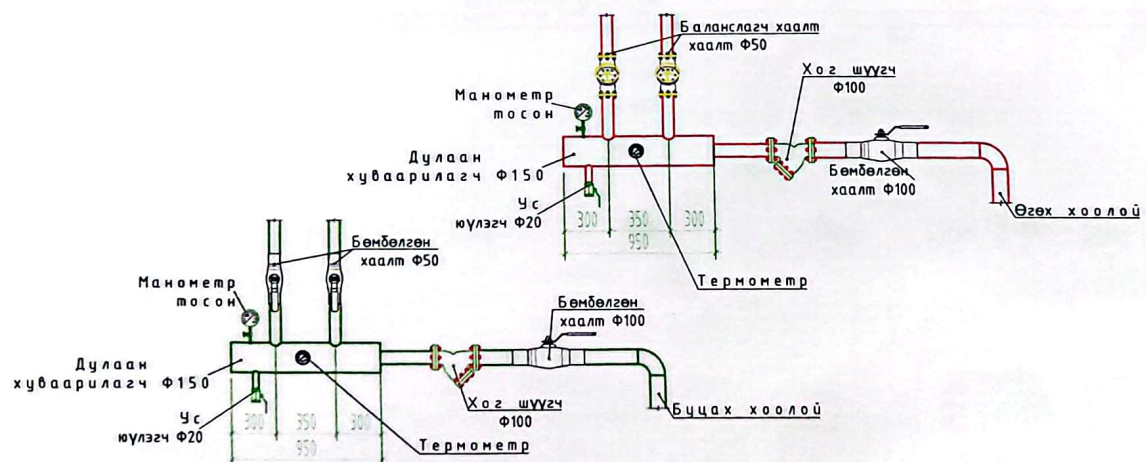 Баланслагч хаалт
хаалт Ф50
Хог шүүгч
Ф100
Манометр
тосон
Дулаан
хуваарилагч Ф150
Бөмбөлгөн
хаалт Ф100
Ус
юүлэгч Ф20
300 350 300
950
Өгөх хоолой
Термометр
Бөмбөлгөн
хаалт Ф50
Манометр
тосон
Бөмбөлгөн
хаалт Ф100
Дулаан
хуваарилагч Ф150
Хог шүүгч
Ф100
Буцах хоолой
Ус
юүлэгч Ф20
300 350 300
950
Термометр